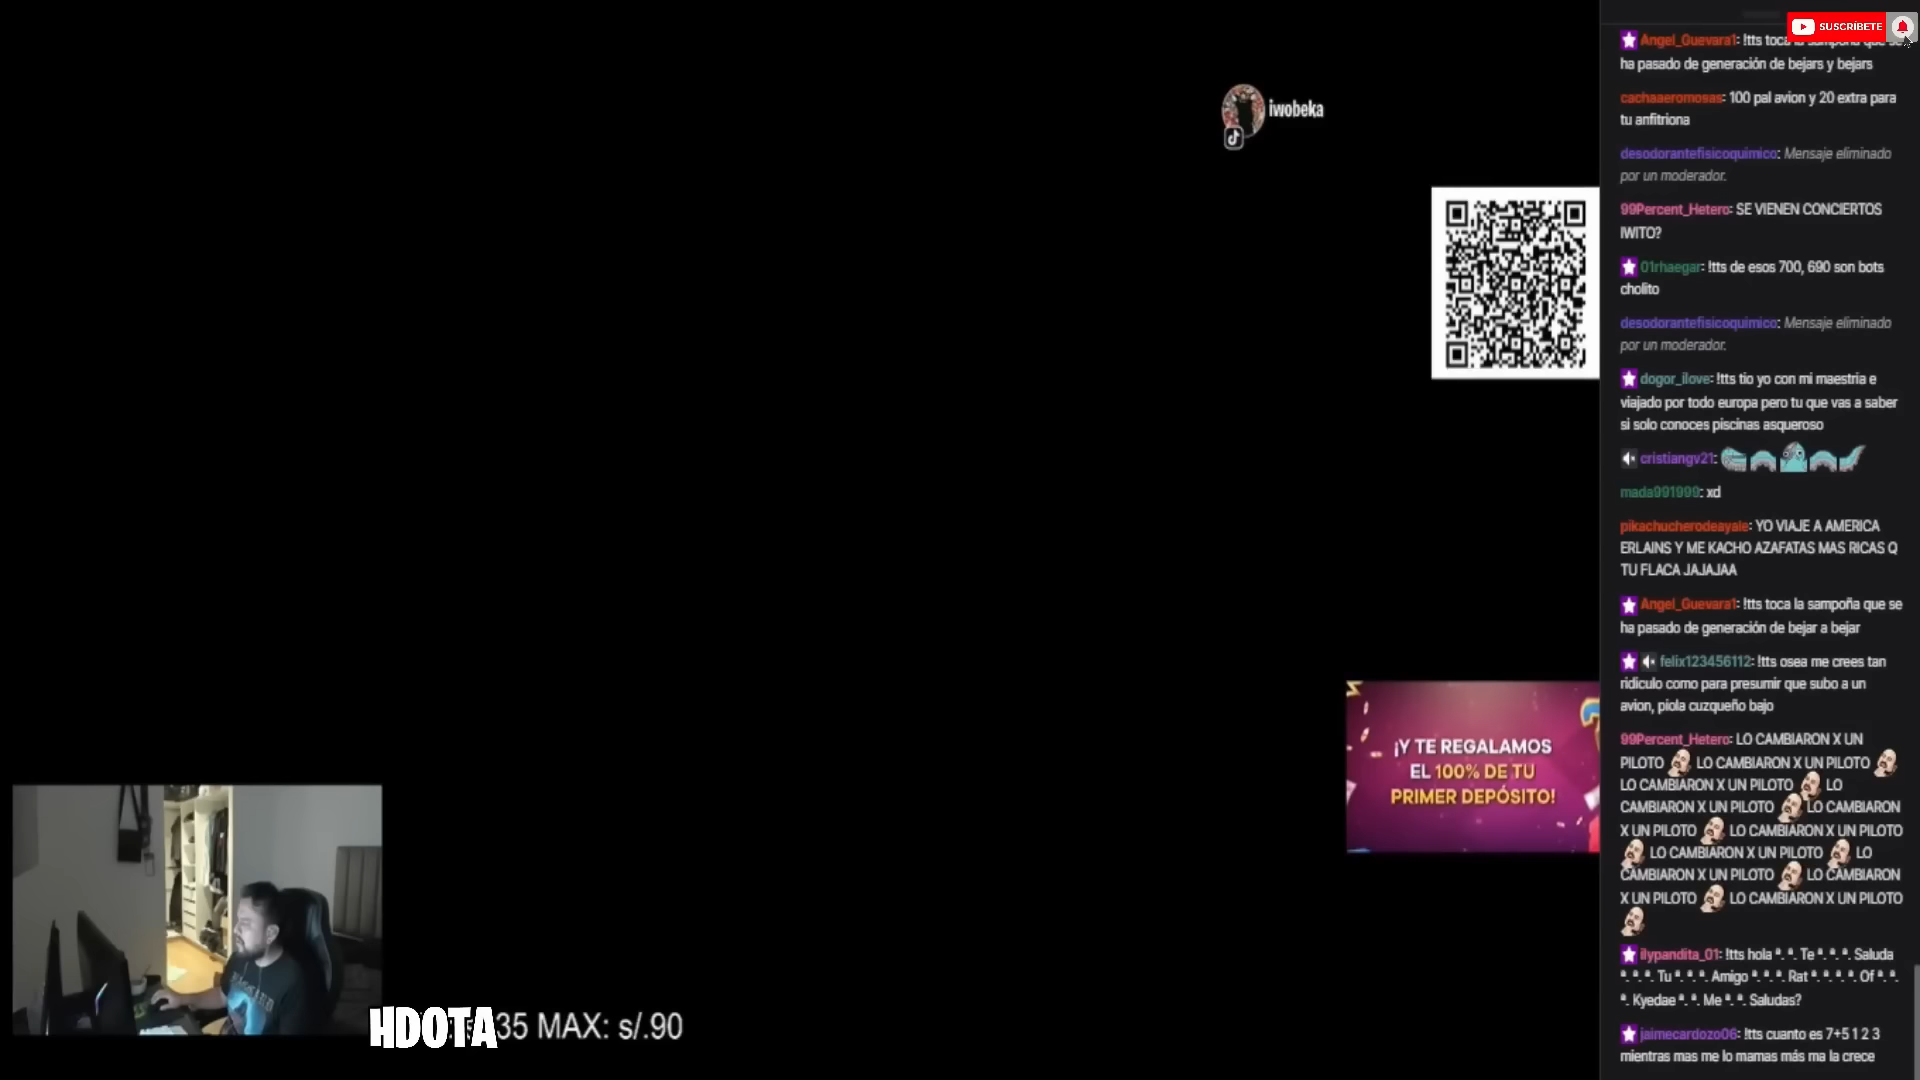 SUSCRÍBETE
Angel_Guevara1: !tts toca la sampoña que se
ha pasado de generación de bejars y bejars
cachaaeromosas: 100 pal avion y 20 extra para
tu anfitriona
desodorantefisicoquimico: Mensaje eliminado
por un moderador.
99Percent_Hetero: SE VIENEN CONCIERTOS
IWITO?
01rhaegar: !tts de esos 700, 690 son bots
cholito
desodorantefisicoquimico: Mensaje eliminado
por un moderador.
dogor_ilove: !tts tio yo con mi maestria e
viajado por todo europa pero tu que vas a saber
si solo conoces piscinas asqueroso
cristiangv21:
mada991999: xd
pikachucherodeayale: YO VIAJE A AMERICA
ERLAINS Y ME KACHO AZAFATAS MAS RICAS Q
TU FLACA JAJAJAA
Angel_Guevara1: !tts toca la sampoña que se
ha pasado de generación de bejar a bejar
felix123456112: !tts osea me crees tan
ridiculo como para presumir que subo a un
avion, piola cuzqueño bajo
99Percent_Hetero: LO CAMBIARON X UN
PILOTO LO CAMBIARON X UN PILOTO
LO CAMBIARON X UN PILOTO LO
CAMBIARON X UN PILOTO LO CAMBIARON
X UN PILOTO LO CAMBIARON X UN PILOTO
LO CAMBIARON X UN PILOTO LO
CAMBIARON X UN PILOTO LO CAMBIARON
X UN PILOTO LO CAMBIARON X UN PILOTO
ilypandita_01: !tts hola ª. ª. Te ª. ª. ª. Saluda
ª. ª. ª. Tu ª. ª. ª. Amigo ª. ª. ª. Rat ª. ª. ª. ª. Of ª. ª.
ª. Kyedae ª. ª. Me ª. ª. Saludas?
jaimecardozo06: !tts cuanto es 7+5 1 2 3
mientras mas me lo mamas más ma la crece
iwobeka
¡Y TE REGALAMOS
EL 100% DE TU
PRIMER DEPÓSITO!
HDOTA 35 MAX: s/.90